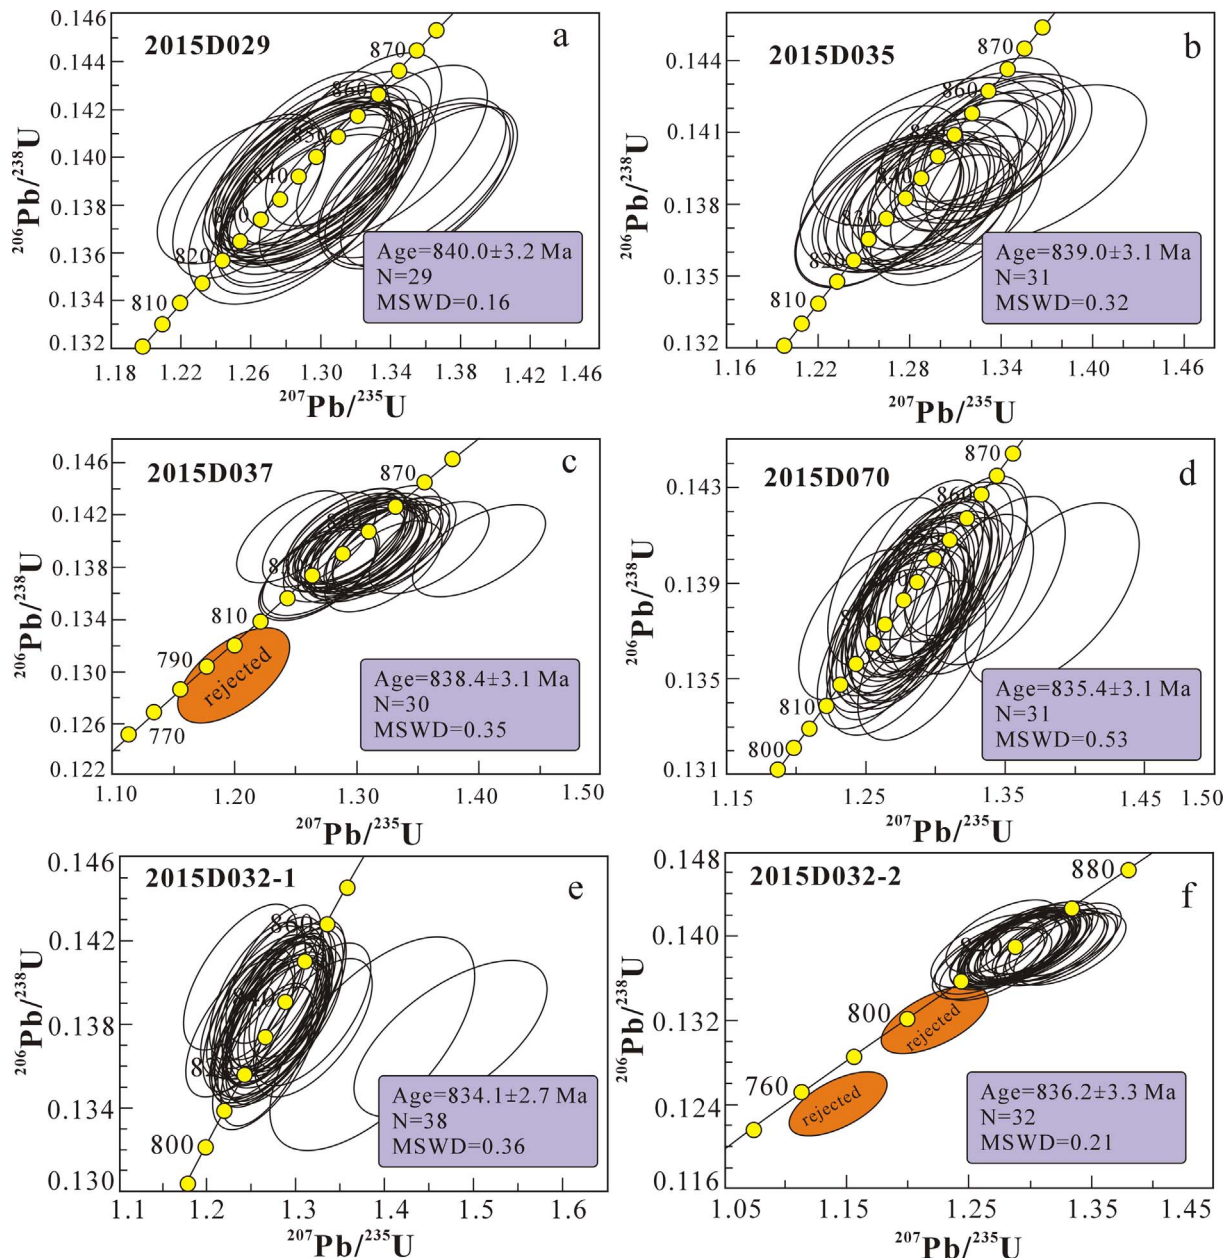 2015D029
a
0.146
0.144
0.142
0.140
0.138
0.136
0.134
0.132
870
860
850
840
820
810
Age=840.0±3.2 Ma
N=29
MSWD=0.16
1.18 1.22 1.26 1.30 1.34 1.38 1.42 1.46
²⁰⁶Pb/²³⁸U
²⁰⁷Pb/²³⁵U
2015D035
b
0.144
0.141
0.138
0.135
0.132
870
860
840
830
820
810
Age=839.0±3.1 Ma
N=31
MSWD=0.32
1.16 1.22 1.28 1.34 1.40 1.46
²⁰⁶Pb/²³⁸U
²⁰⁷Pb/²³⁵U
2015D037
c
0.146
0.142
0.138
0.134
0.130
0.126
0.122
870
810
790
770
rejected
Age=838.4±3.1 Ma
N=30
MSWD=0.35
1.10 1.20 1.30 1.40 1.50
²⁰⁶Pb/²³⁸U
²⁰⁷Pb/²³⁵U
2015D070
d
0.143
0.139
0.135
0.131
870
860
810
800
Age=835.4±3.1 Ma
N=31
MSWD=0.53
1.15 1.25 1.35 1.45 1.50
²⁰⁶Pb/²³⁸U
²⁰⁷Pb/²³⁵U
2015D032-1
e
0.146
0.142
0.138
0.134
0.130
860
800
Age=834.1±2.7 Ma
N=38
MSWD=0.36
1.1 1.2 1.3 1.4 1.5 1.6
²⁰⁶Pb/²³⁸U
²⁰⁷Pb/²³⁵U
2015D032-2
f
0.148
0.140
0.132
0.124
0.116
880
800
760
rejected
rejected
Age=836.2±3.3 Ma
N=32
MSWD=0.21
1.05 1.15 1.25 1.35 1.45
²⁰⁶Pb/²³⁸U
²⁰⁷Pb/²³⁵U